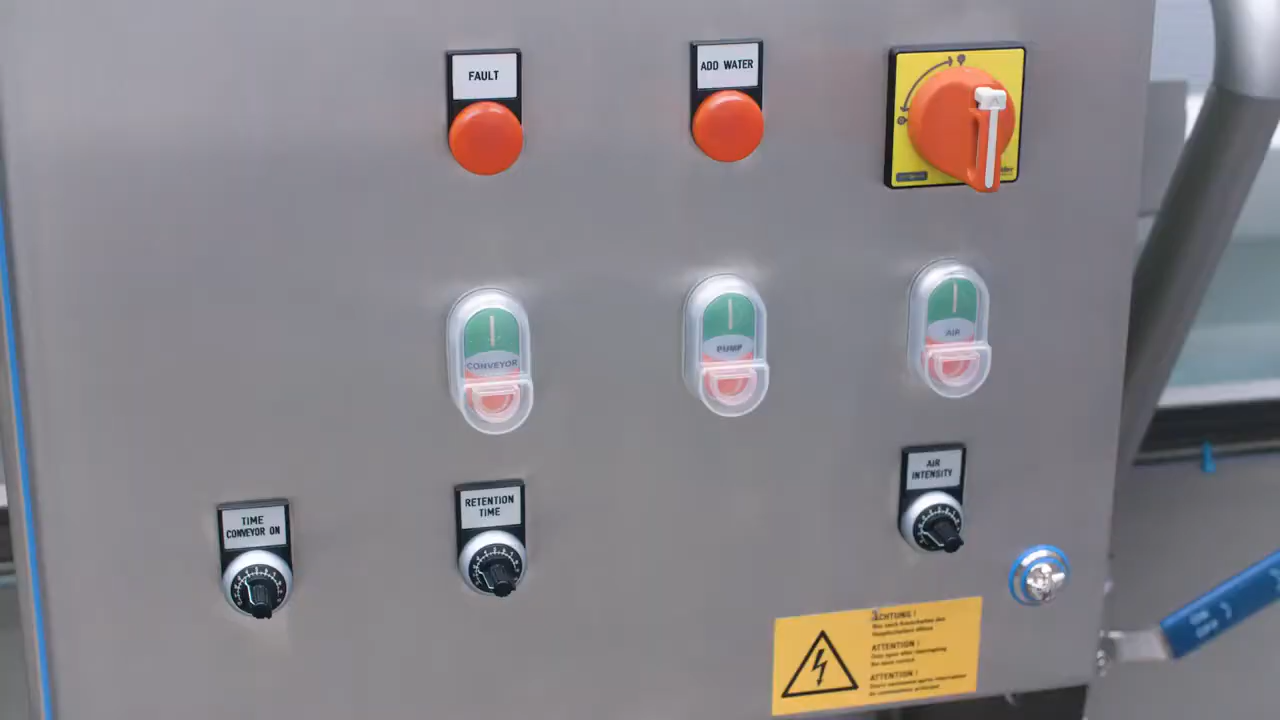 FAULT
ADD WATER
CONVEYOR
PUMP
AIR
TIME
CONVEYOR ON
RETENTION
TIME
AIR
INTENSITY
ACHTUNG !
ATTENTION !
ATTENTION !